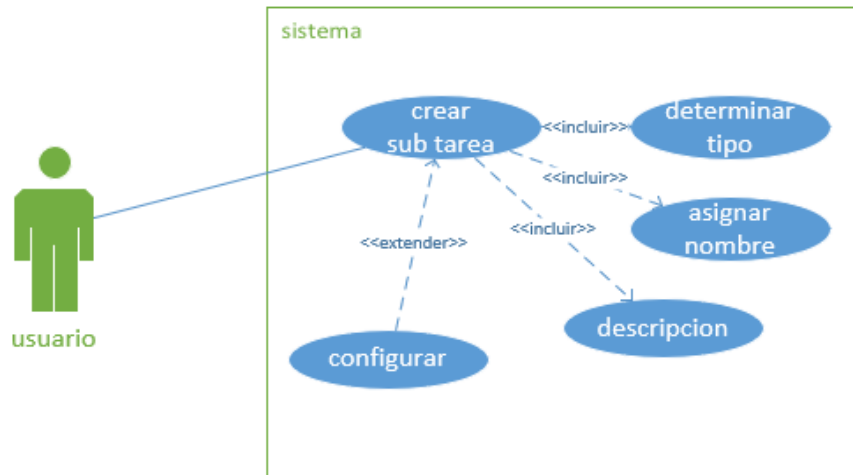 sistema
crear
sub tarea
<<incluir>>
determinar
tipo
<<incluir>>
asignar
nombre
<<incluir>>
<<extender>>
descripcion
usuario
configurar